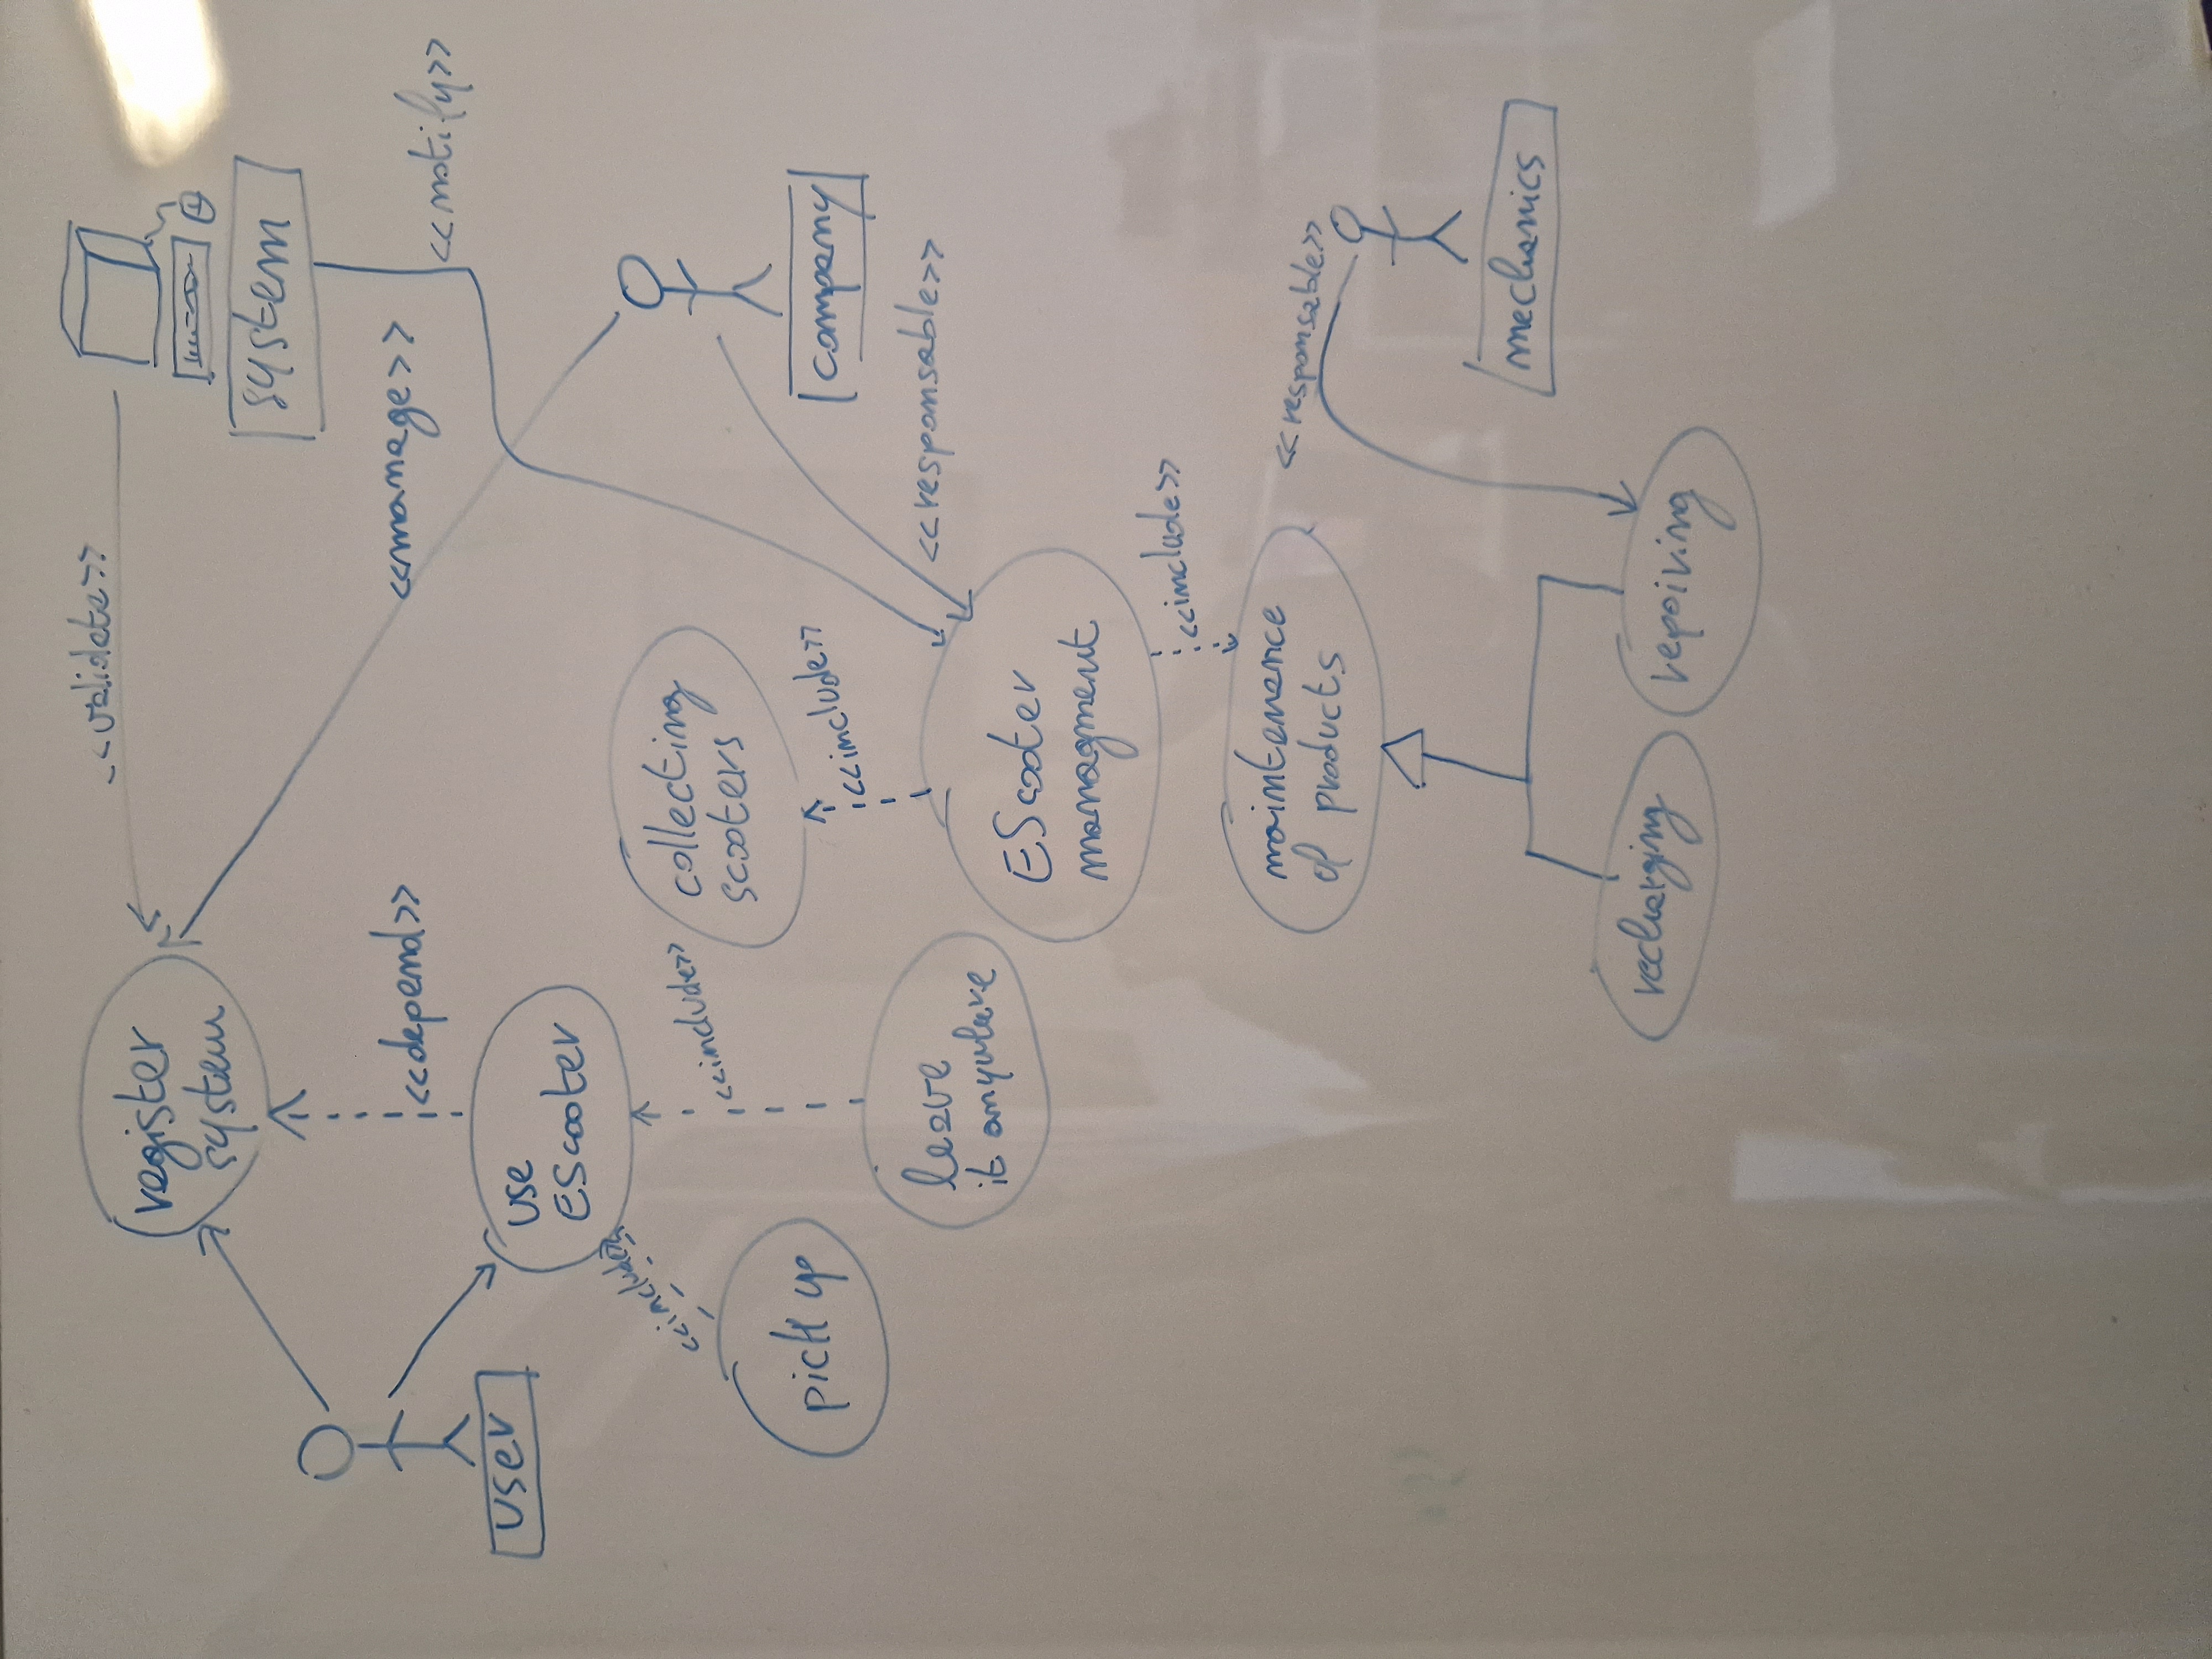 <<validate>>
register
system
system
<<depend>>
<<manage>>
<<notify>>
user
use
EScooter
<<include>>
<<include>>
collecting
scooters
pick up
<<include>>
company
leave
it anywhere
<<responsable>>
EScooter
managment
<<include>>
maintenance
of products
<<responsable>>
mechanics
recharging
repairing